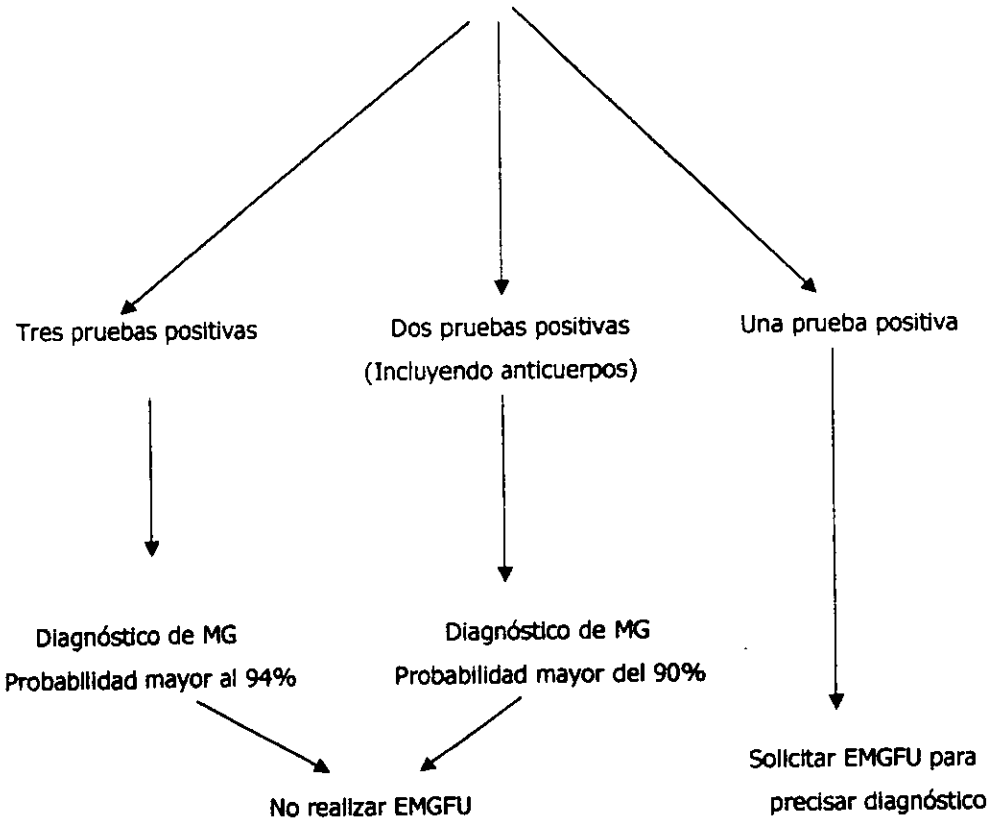 Tres pruebas positivas
Dos pruebas positivas
(Incluyendo anticuerpos)
Una prueba positiva
Diagnóstico de MG
Probabilidad mayor al 94%
Diagnóstico de MG
Probabilidad mayor del 90%
No realizar EMGFU
Solicitar EMGFU para
precisar diagnóstico